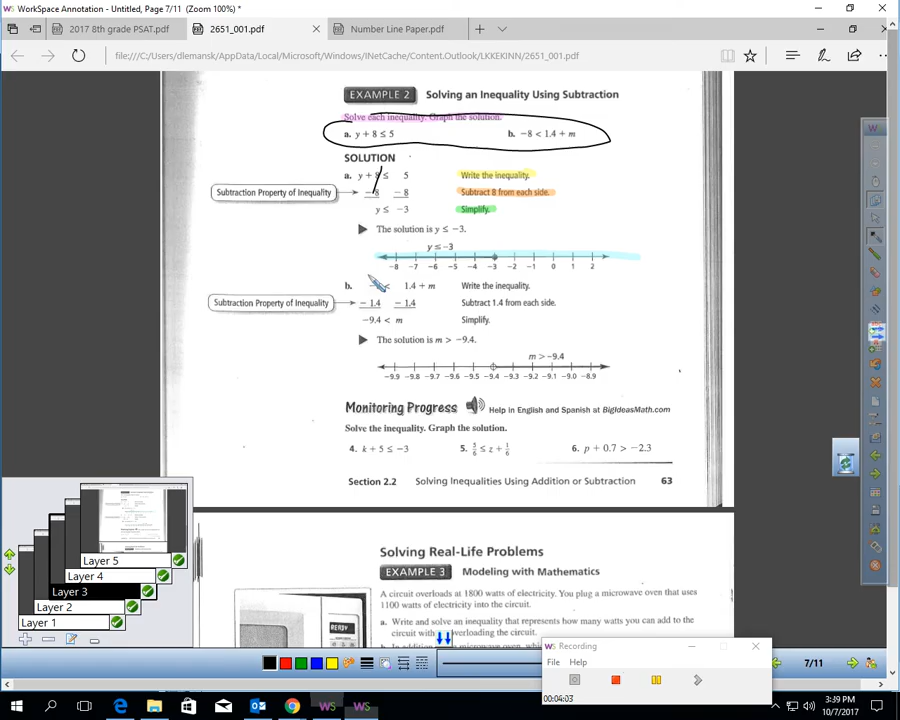 WorkSpace Annotation - Untitled, Page 7/11 (Zoom 100%) *
2017 8th grade PSAT.pdf
2651_001.pdf
Number Line Paper.pdf
file:///C:/Users/dlemansk/AppData/Local/Microsoft/Windows/INetCache/Content.Outlook/LKKEKINN/2651_001.pdf
EXAMPLE 2 Solving an Inequality Using Subtraction
Solve each inequality. Graph the solution.
a. y + 8 ≤ 5 b. −8 < 1.4 + m
SOLUTION
a. y + 8 ≤ 5 Write the inequality.
Subtraction Property of Inequality − 8 − 8 Subtract 8 from each side.
y ≤ −3 Simplify.
The solution is y ≤ −3.
y ≤ −3
−8 −7 −6 −5 −4 −3 −2 −1 0 1 2
b. < 1.4 + m Write the inequality.
Subtraction Property of Inequality − 1.4 − 1.4 Subtract 1.4 from each side.
−9.4 < m Simplify.
The solution is m > −9.4.
m > −9.4
−9.9 −9.8 −9.7 −9.6 −9.5 −9.4 −9.3 −9.2 −9.1 −9.0 −8.9
Monitoring Progress Help in English and Spanish at BigIdeasMath.com
Solve the inequality. Graph the solution.
4. k + 5 ≤ −3 5. 5/6 ≤ z + 1/6 6. p + 0.7 > −2.3
Section 2.2 Solving Inequalities Using Addition or Subtraction 63
Solving Real-Life Problems
EXAMPLE 3 Modeling with Mathematics
A circuit overloads at 1800 watts of electricity. You plug a microwave oven that uses
1100 watts of electricity into the circuit.
a. Write and solve an inequality that represents how many watts you can add to the
circuit without overloading the circuit.
READY
Layer 5
Layer 4
Layer 3
Layer 2
Layer 1
Recording
File Help
00:04:03
7/11
3:39 PM
10/7/2017